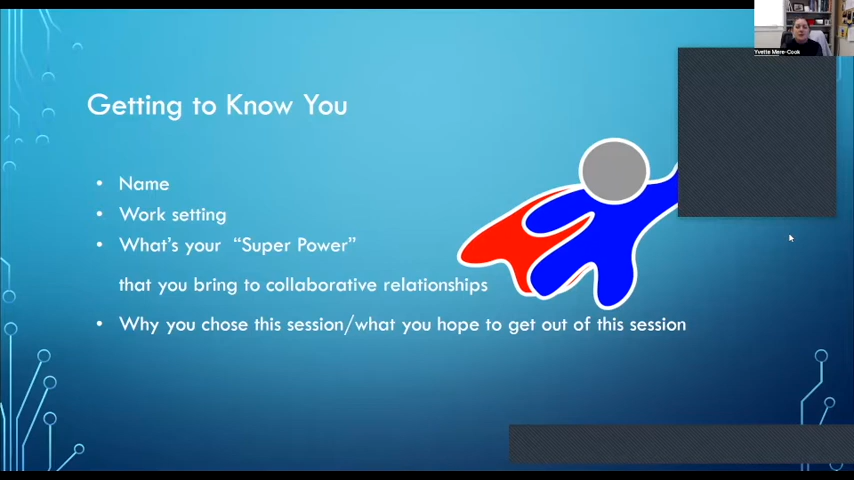 Yvette Mere-Cook
Getting to Know You
• Name
• Work setting
• What's your “Super Power”
that you bring to collaborative relationships
• Why you chose this session/what you hope to get out of this session